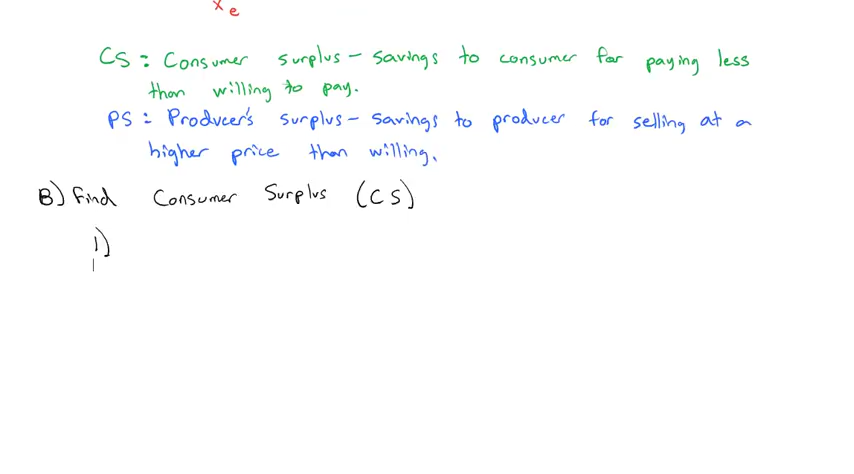 xe
CS: Consumer surplus - savings to consumer for paying less
than willing to pay.
PS: Producer's surplus - savings to producer for selling at a
higher price than willing.
B) Find Consumer Surplus (CS)
1)